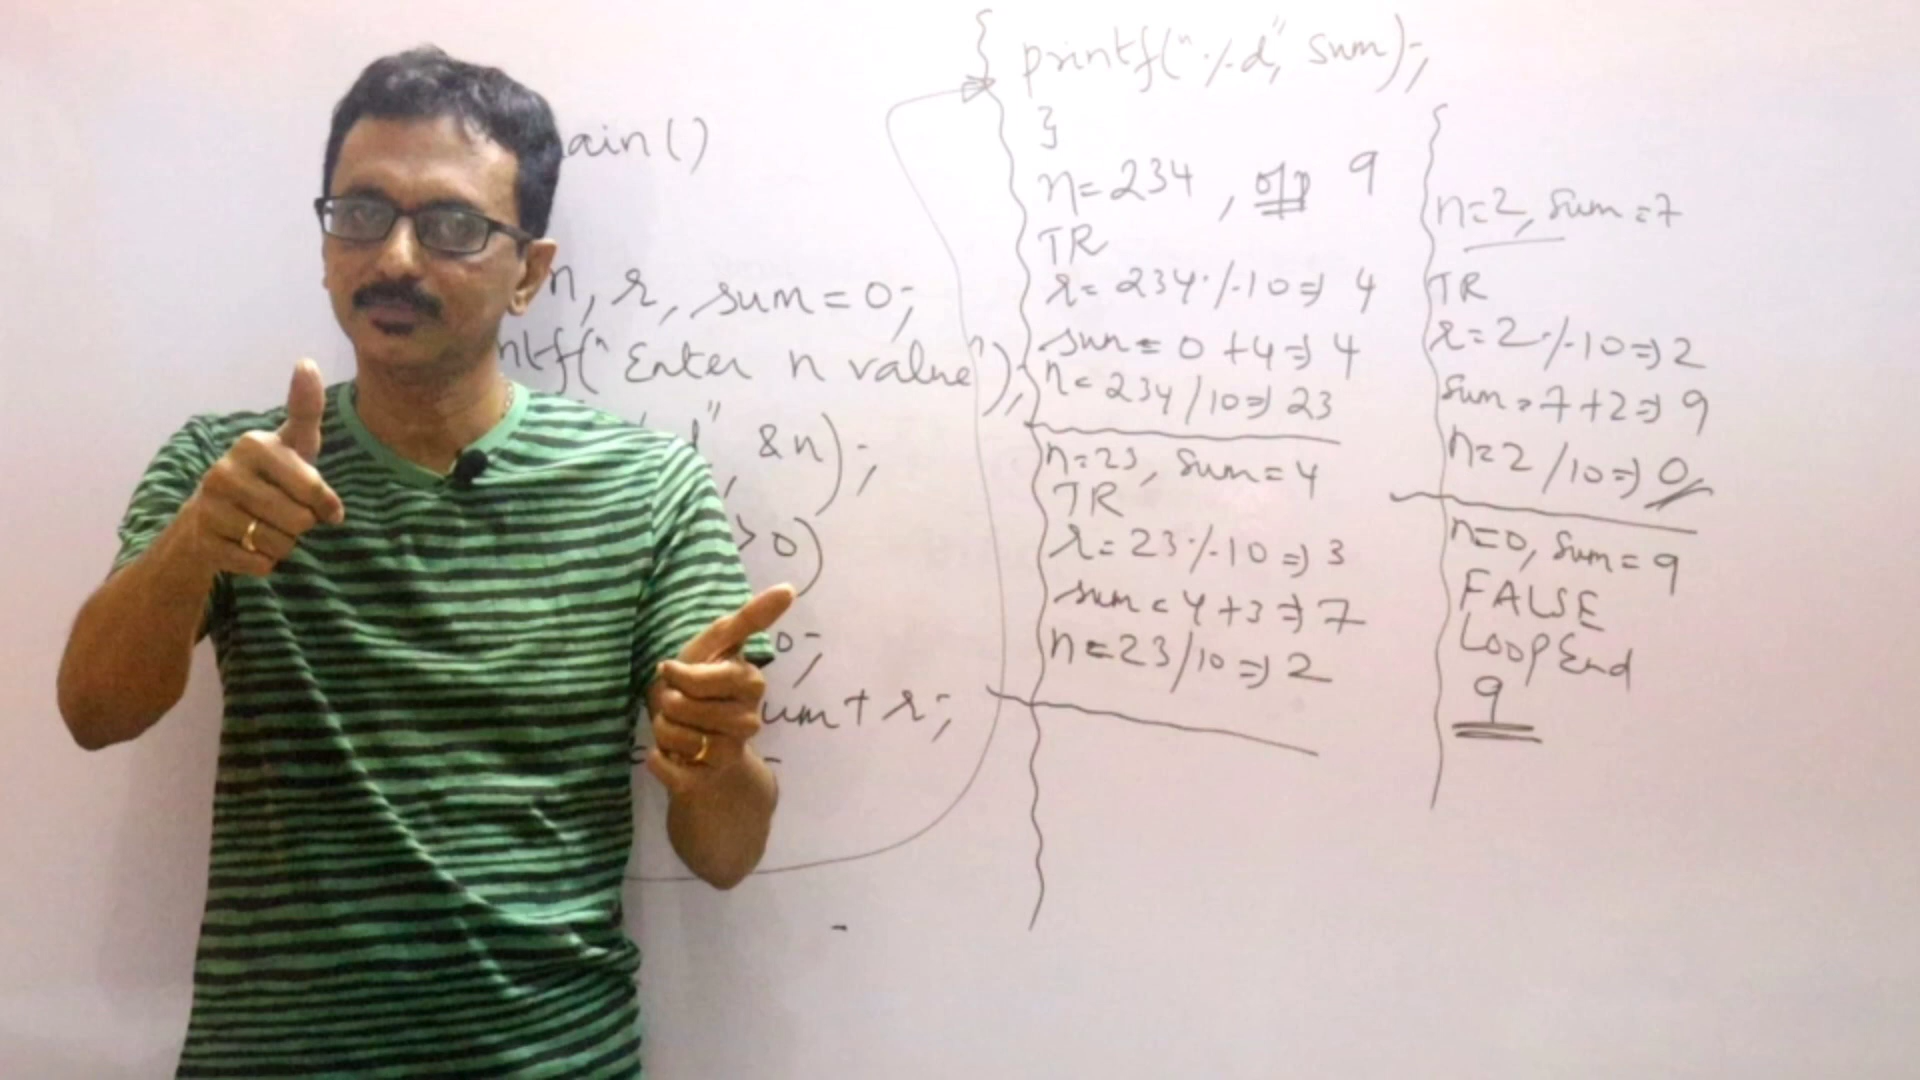 ain()
n, r, sum = 0;
ntf("Enter n value");
d", &n);
>0)
0;
um + r;
=
{ printf("%d", sum);
}
n=234, o/p 9
TR
r= 234%10 => 4
sum = 0+4 => 4
n= 234/10 => 23
n=23, sum=4
TR
r=23%10 => 3
sum=4+3 => 7
n=23/10 => 2
n=2, sum=7
TR
r=2%10 => 2
sum=7+2 => 9
n=2/10 => 0
n=0, sum=9
FALSE
Loop End
9